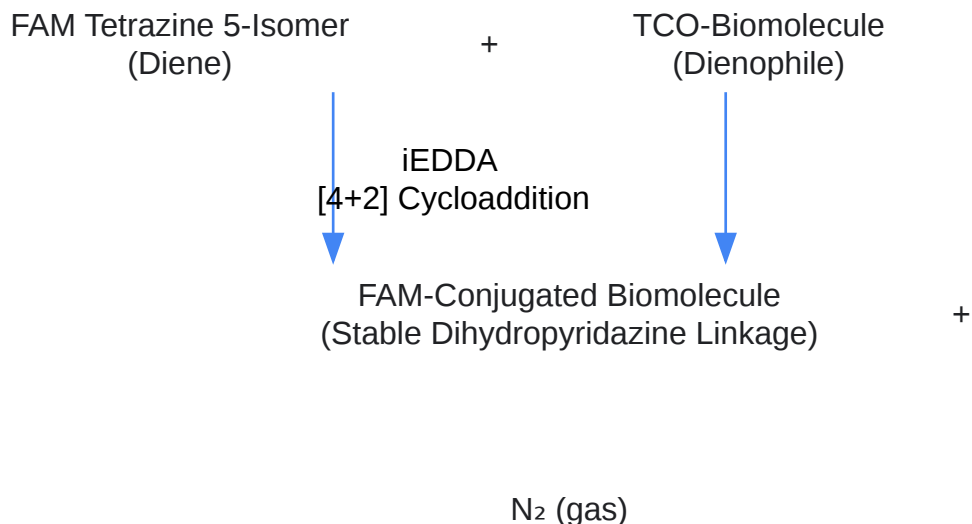 FAM Tetrazine 5-Isomer
(Diene)
+
TCO-Biomolecule
(Dienophile)
iEDDA
[4+2] Cycloaddition
FAM-Conjugated Biomolecule
(Stable Dihydropyridazine Linkage)
+
N₂ (gas)